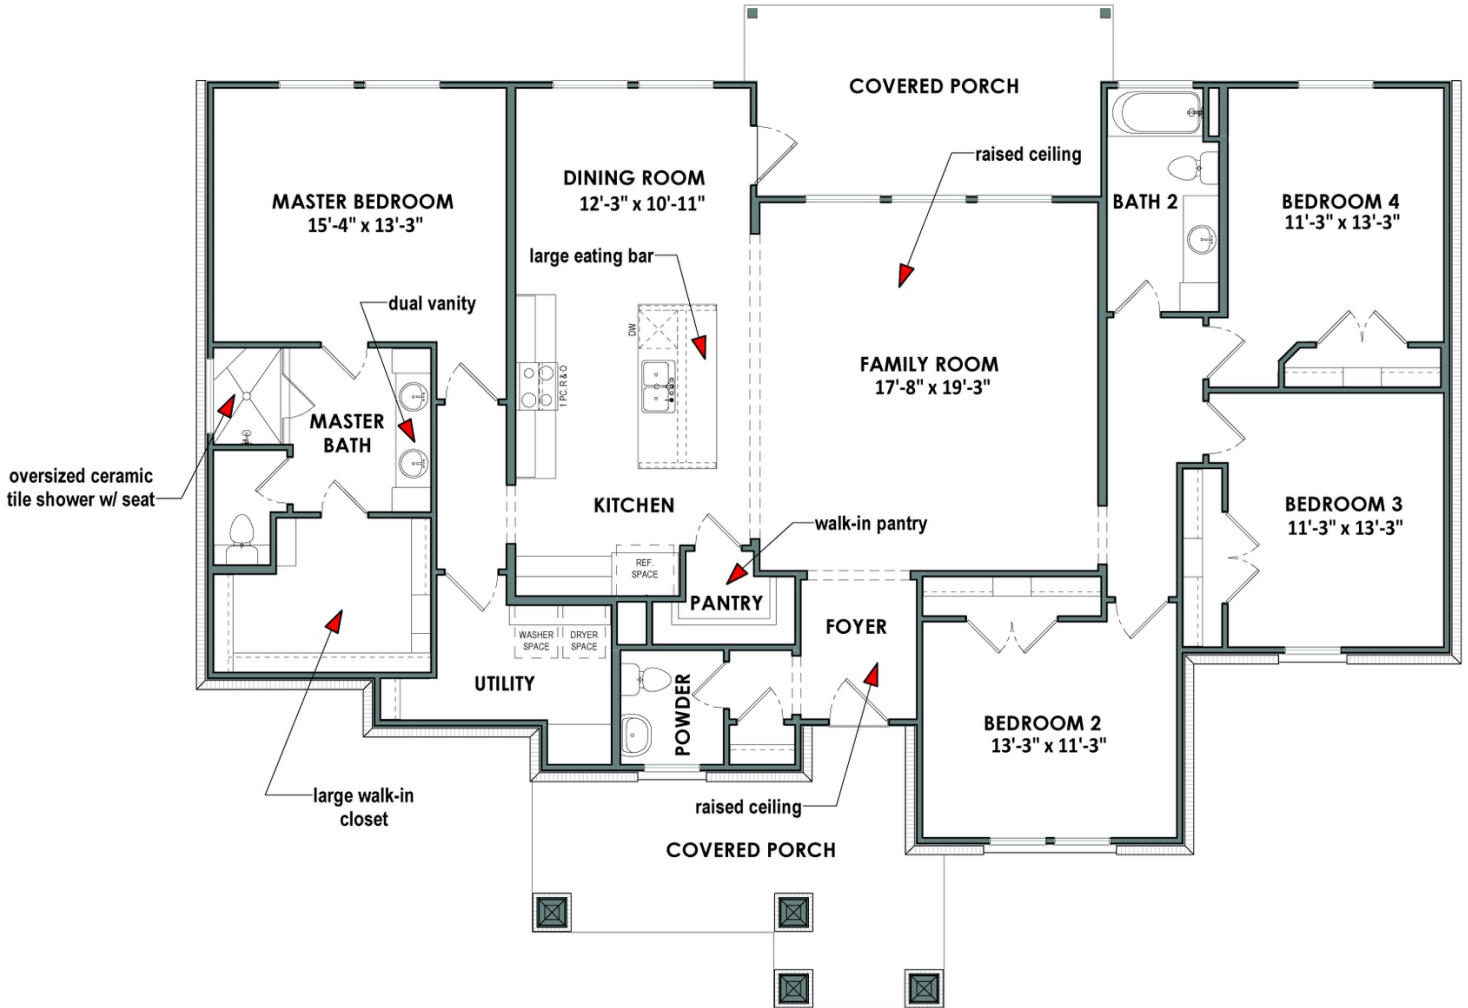 COVERED PORCH
raised ceiling
DINING ROOM
12'-3" x 10'-11"
MASTER BEDROOM
15'-4" x 13'-3"
BATH 2
BEDROOM 4
11'-3" x 13'-3"
large eating bar
dual vanity
DW
FAMILY ROOM
17'-8" x 19'-3"
1 PC. R & O
MASTER
BATH
oversized ceramic
tile shower w/ seat
KITCHEN
BEDROOM 3
11'-3" x 13'-3"
walk-in pantry
REF.
SPACE
PANTRY
FOYER
WASHER
SPACE
DRYER
SPACE
UTILITY
POWDER
BEDROOM 2
13'-3" x 11'-3"
large walk-in
closet
raised ceiling
COVERED PORCH